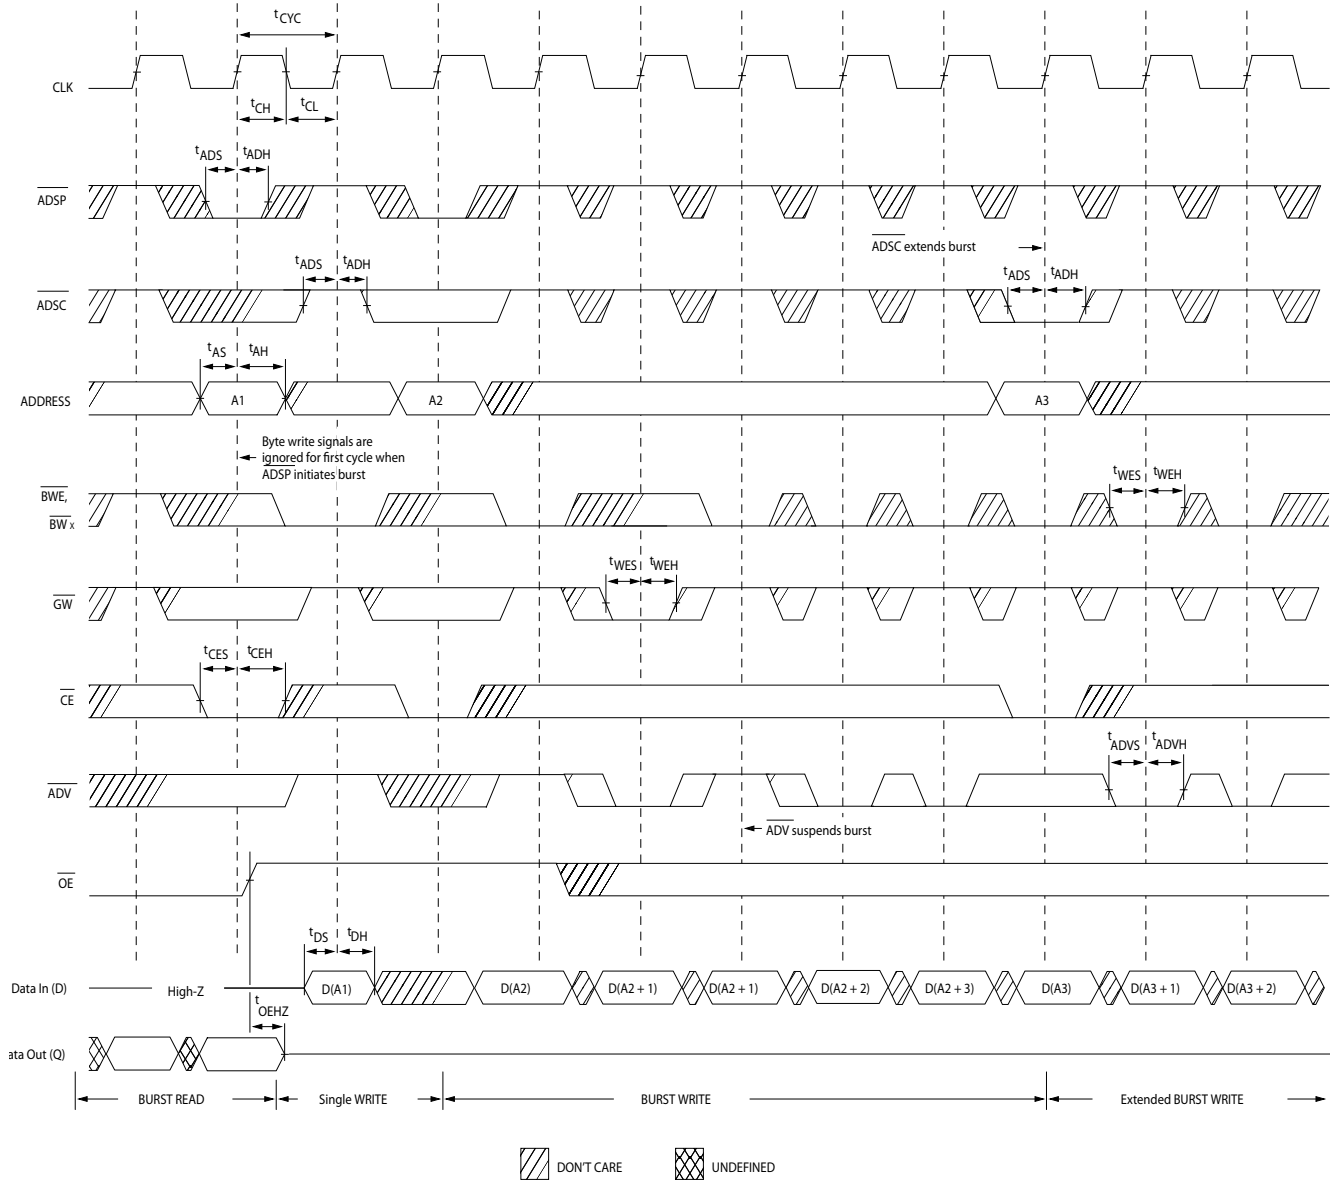 tCYC
CLK
tCH
tCL
tADS
tADH
ADSP
ADSC extends burst
tADS
tADH
tADS
tADH
ADSC
tAS
tAH
ADDRESS
A1
A2
A3
Byte write signals are
ignored for first cycle when
ADSP initiates burst
BWE,
BW X
tWES
tWEH
tWES
tWEH
GW
tCES
tCEH
CE
tADVS
tADVH
ADV
ADV suspends burst
OE
tDS
tDH
Data In (D)
High-Z
D(A1)
D(A2)
D(A2 + 1)
D(A2 + 1)
D(A2 + 2)
D(A2 + 3)
D(A3)
D(A3 + 1)
D(A3 + 2)
tOEHZ
ata Out (Q)
BURST READ
Single WRITE
BURST WRITE
Extended BURST WRITE
DON'T CARE
UNDEFINED